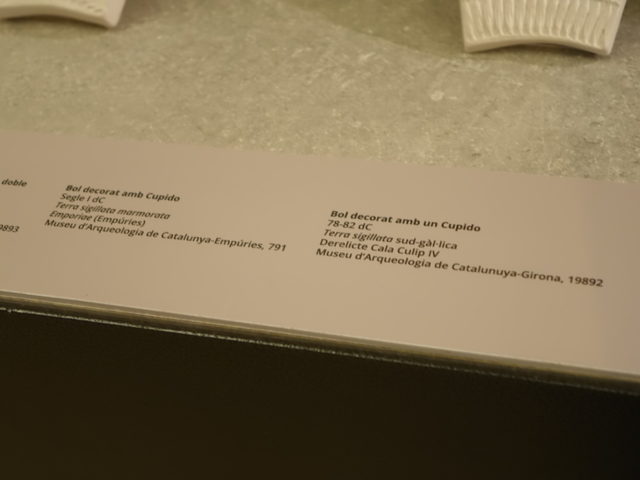 doble
0893
Bol decorat amb Cupido
Segle I dC
Terra sigillata marmorata
Emporiae (Empúries)
Museu d'Arqueologia de Catalunya-Empúries, 791
Bol decorat amb un Cupido
78-82 dC
Terra sigillata sud-gàl·lica
Derelicte Cala Culip IV
Museu d'Arqueologia de Catalunuya-Girona, 19892